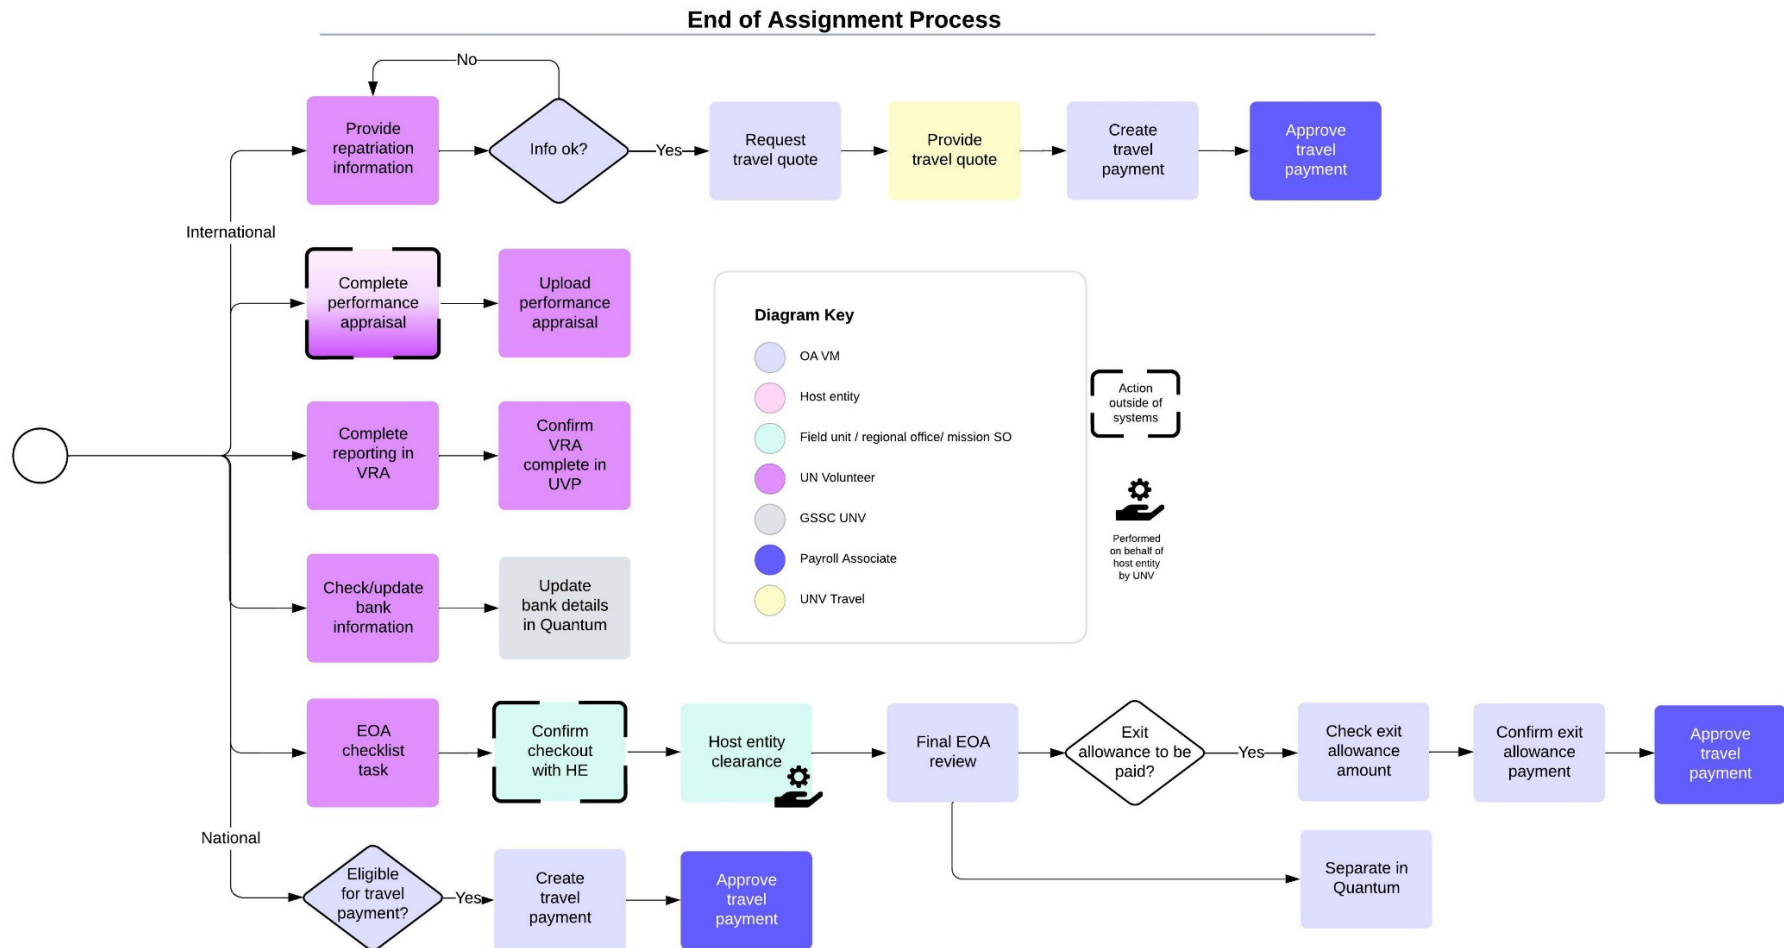 End of Assignment Process
No
Provide
repatriation
information
Info ok?
Yes
Request
travel quote
Provide
travel quote
Create
travel
payment
Approve
travel
payment
International
Complete
performance
appraisal
Upload
performance
appraisal
Diagram Key
OA VM
Host entity
Field unit / regional office/ mission SO
UN Volunteer
GSSC UNV
Payroll Associate
UNV Travel
Action
outside of
systems
Performed
on behalf of
host entity
by UNV
Complete
reporting in
VRA
Confirm
VRA
complete in
UVP
Check/update
bank
information
Update
bank details
in Quantum
EOA
checklist
task
Confirm
checkout
with HE
Host entity
clearance
Final EOA
review
Exit
allowance to be
paid?
Yes
Check exit
allowance
amount
Confirm exit
allowance
payment
Approve
travel
payment
Separate in
Quantum
National
Eligible
for travel
payment?
Yes
Create
travel
payment
Approve
travel
payment